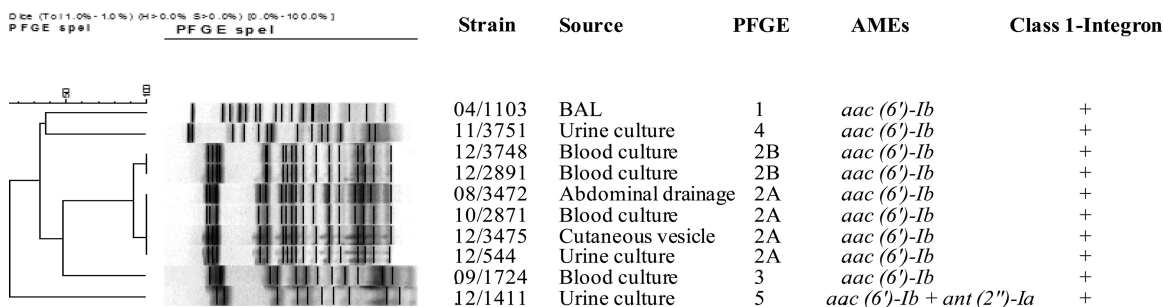 Dice (Tol 1.0%-1.0%) (H>0.0% S>0.0%) [0.0%-100.0%]
PFGE speI PFGE speI
Strain Source PFGE AMEs Class 1-Integron
50 100
04/1103 BAL 1 aac (6')-Ib +
11/3751 Urine culture 4 aac (6')-Ib +
12/3748 Blood culture 2B aac (6')-Ib +
12/2891 Blood culture 2B aac (6')-Ib +
08/3472 Abdominal drainage 2A aac (6')-Ib +
10/2871 Blood culture 2A aac (6')-Ib +
12/3475 Cutaneous vesicle 2A aac (6')-Ib +
12/544 Urine culture 2A aac (6')-Ib +
09/1724 Blood culture 3 aac (6')-Ib +
12/1411 Urine culture 5 aac (6')-Ib + ant (2")-Ia +